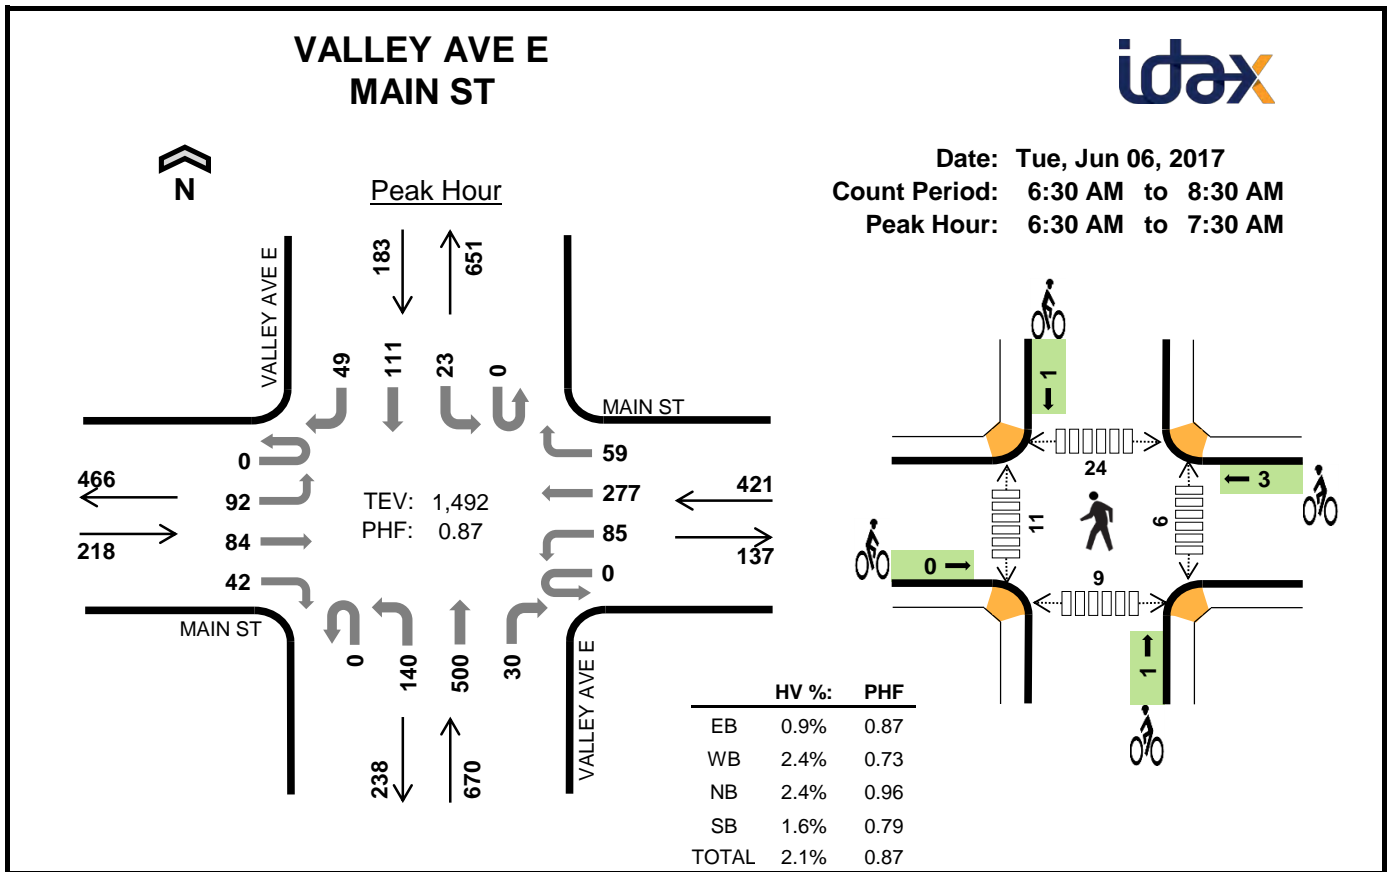 VALLEY AVE E
MAIN ST
idax
Date: Tue, Jun 06, 2017
Count Period: 6:30 AM to 8:30 AM
Peak Hour: 6:30 AM to 7:30 AM
N
Peak Hour
183
651
VALLEY AVE E
49
111
23
0
MAIN ST
0
92
84
42
466
218
TEV: 1,492
PHF: 0.87
59
277
85
0
421
137
MAIN ST
0
140
500
30
VALLEY AVE E
238
670
1
24
3
11
6
0
9
1
HV %: PHF
EB 0.9% 0.87
WB 2.4% 0.73
NB 2.4% 0.96
SB 1.6% 0.79
TOTAL 2.1% 0.87